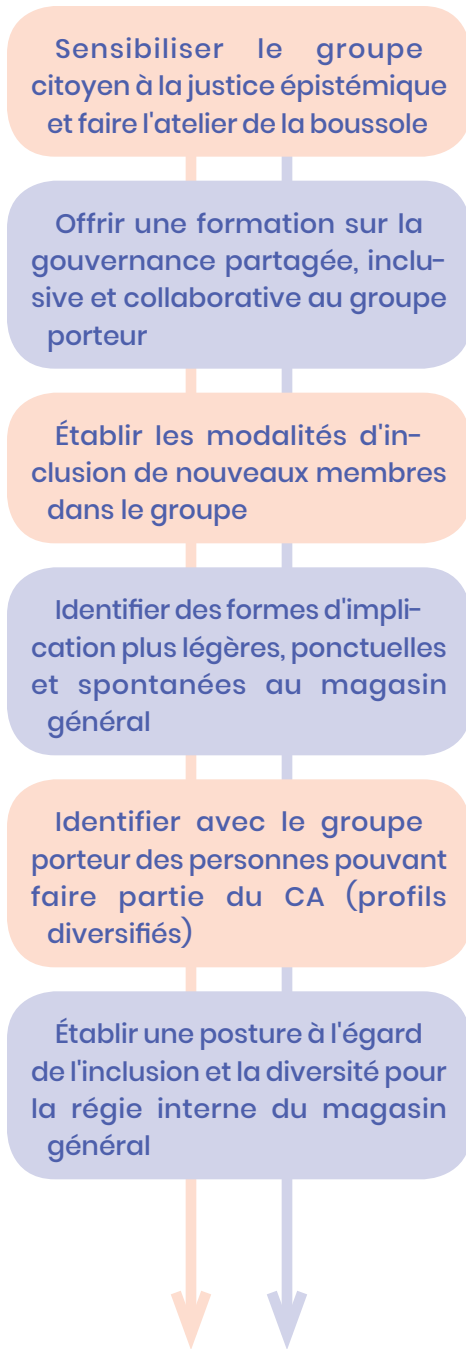 Sensibiliser le groupe
citoyen à la justice épistémique
et faire l'atelier de la boussole
Offrir une formation sur la
gouvernance partagée, inclu-
sive et collaborative au groupe
porteur
Établir les modalités d'in-
clusion de nouveaux membres
dans le groupe
Identifier des formes d'impli-
cation plus légères, ponctuelles
et spontanées au magasin
général
Identifier avec le groupe
porteur des personnes pouvant
faire partie du CA (profils
diversifiés)
Établir une posture à l'égard
de l'inclusion et la diversité pour
la régie interne du magasin
général